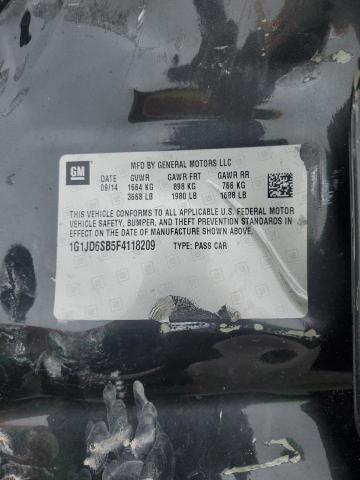 GM
MFD BY GENERAL MOTORS LLC
DATE GVWR GAWR FRT GAWR RR
09/14 1664 KG 898 KG 766 KG
3668 LB 1980 LB 1688 LB
THIS VEHICLE CONFORMS TO ALL APPLICABLE U.S. FEDERAL MOTOR
VEHICLE SAFETY, BUMPER, AND THEFT PREVENTION STANDARDS IN
EFFECT ON THE DATE OF MANUFACTURE SHOWN ABOVE.
1G1JD6SB5F4118209 TYPE: PASS CAR